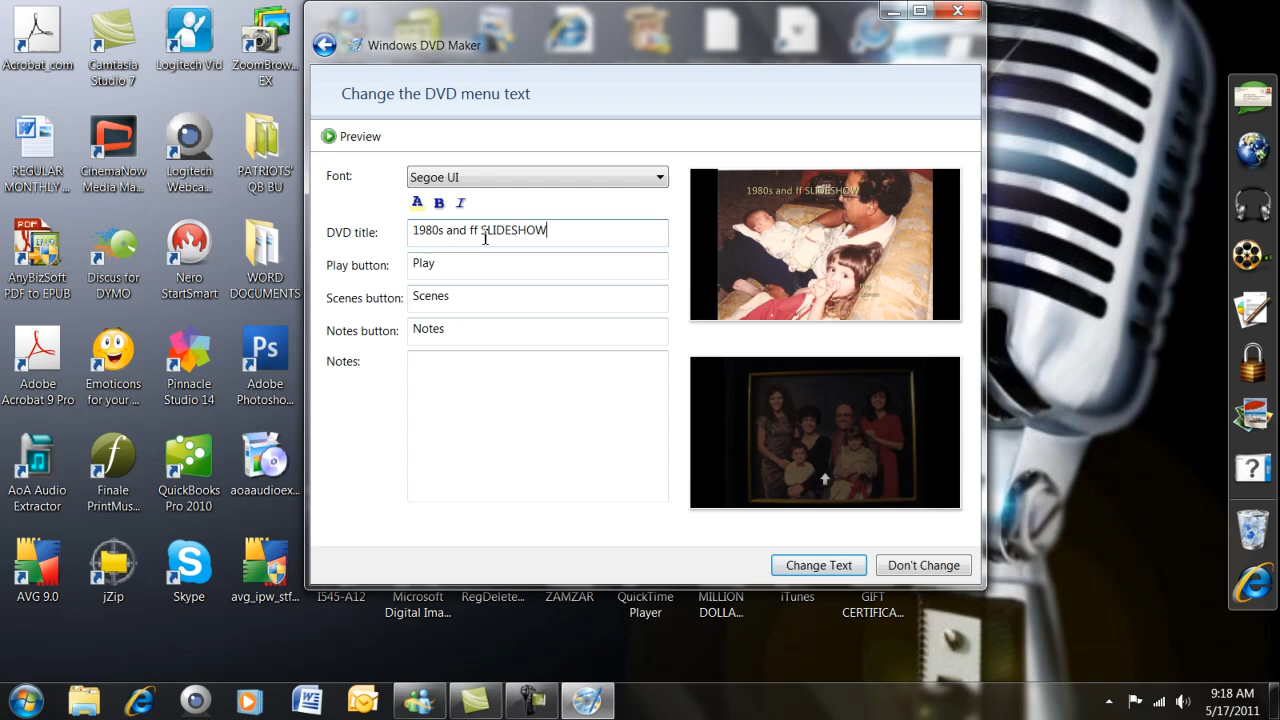 Windows DVD Maker
Change the DVD menu text
Preview
Font:
Segoe UI
A B I
DVD title:
1980s and ff SLIDESHOW
Play button:
Play
Scenes button:
Scenes
Notes button:
Notes
Notes:
1980s and ff SLIDESHOW
Change Text
Don't Change
Acrobat_com
Camtasia
Studio 7
Logitech Vid
ZoomBrow...
EX
REGULAR
MONTHLY ...
CinemaNow
Media Ma...
Logitech
Webca...
PATRIOTS'
QB BU
PDF
AnyBizSoft
PDF to EPUB
Discus for
DYMO
Nero
StartSmart
WORD
DOCUMENTS
Adobe
Acrobat 9 Pro
Emoticons
for your ...
Pinnacle
Studio 14
Ps
Adobe
Photosho...
AoA Audio
Extractor
Finale
PrintMus...
QuickBooks
Pro 2010
aoaaudioex...
AVG 9.0
jZip
Skype
avg_ipw_stf...
I545-A12
Microsoft
Digital Ima...
RegDelete...
ZAMZAR
QuickTime
Player
MILLION
DOLLA...
iTunes
GIFT
CERTIFICA...
9:18 AM
5/17/2011